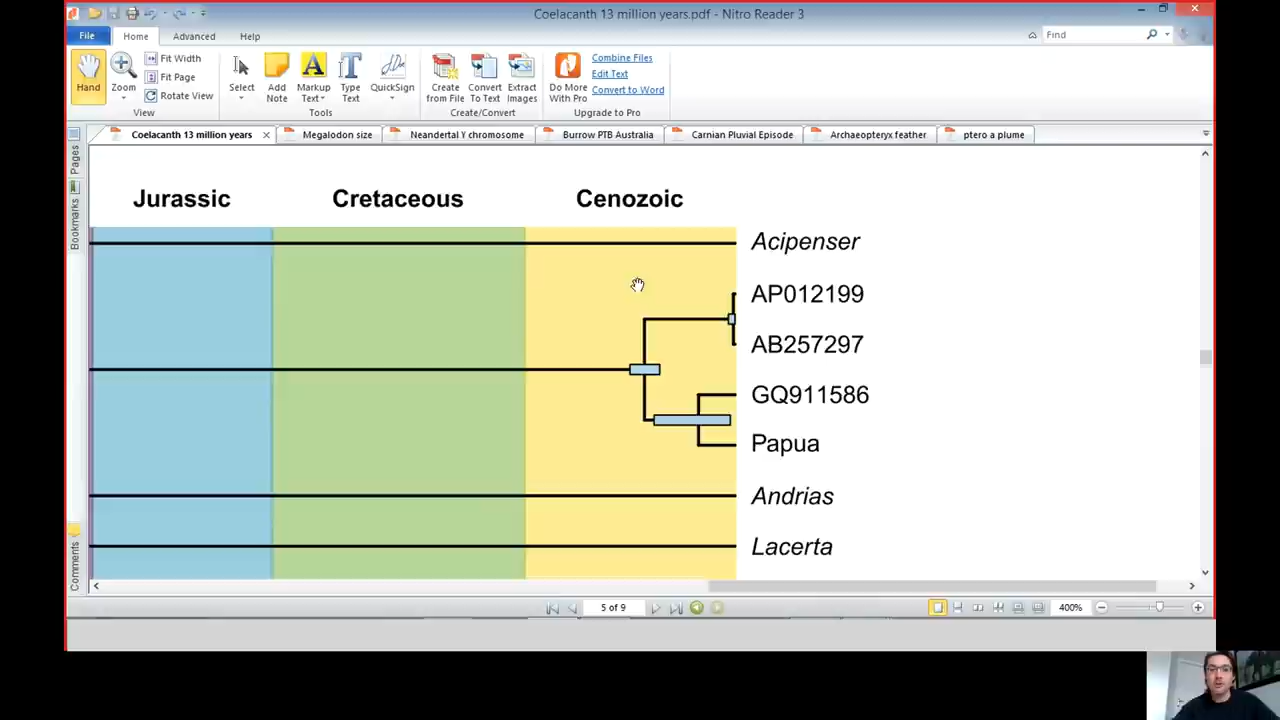 Coelacanth 13 million years.pdf - Nitro Reader 3
File Home Advanced Help Find
Hand Zoom Fit Width Fit Page Rotate View Select Add Note Markup Text Type Text QuickSign Create from File Convert To Text Extract Images Do More With Pro Combine Files Edit Text Convert to Word
View Tools Create/Convert Upgrade to Pro
Coelacanth 13 million years Megalodon size Neandertal Y chromosome Burrow PTB Australia Carnian Pluvial Episode Archaeopteryx feather ptero a plume
Pages
Bookmarks
Comments
Jurassic Cretaceous Cenozoic
Acipenser
AP012199
AB257297
GQ911586
Papua
Andrias
Lacerta
5 of 9 400%